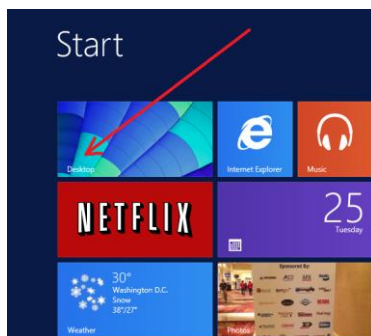 Start
Desktop
Internet Explorer
Music
NETFLIX
25
Tuesday
30°
Washington D.C.
Snow
38°/27°
Weather
Sponsored By:
Photos